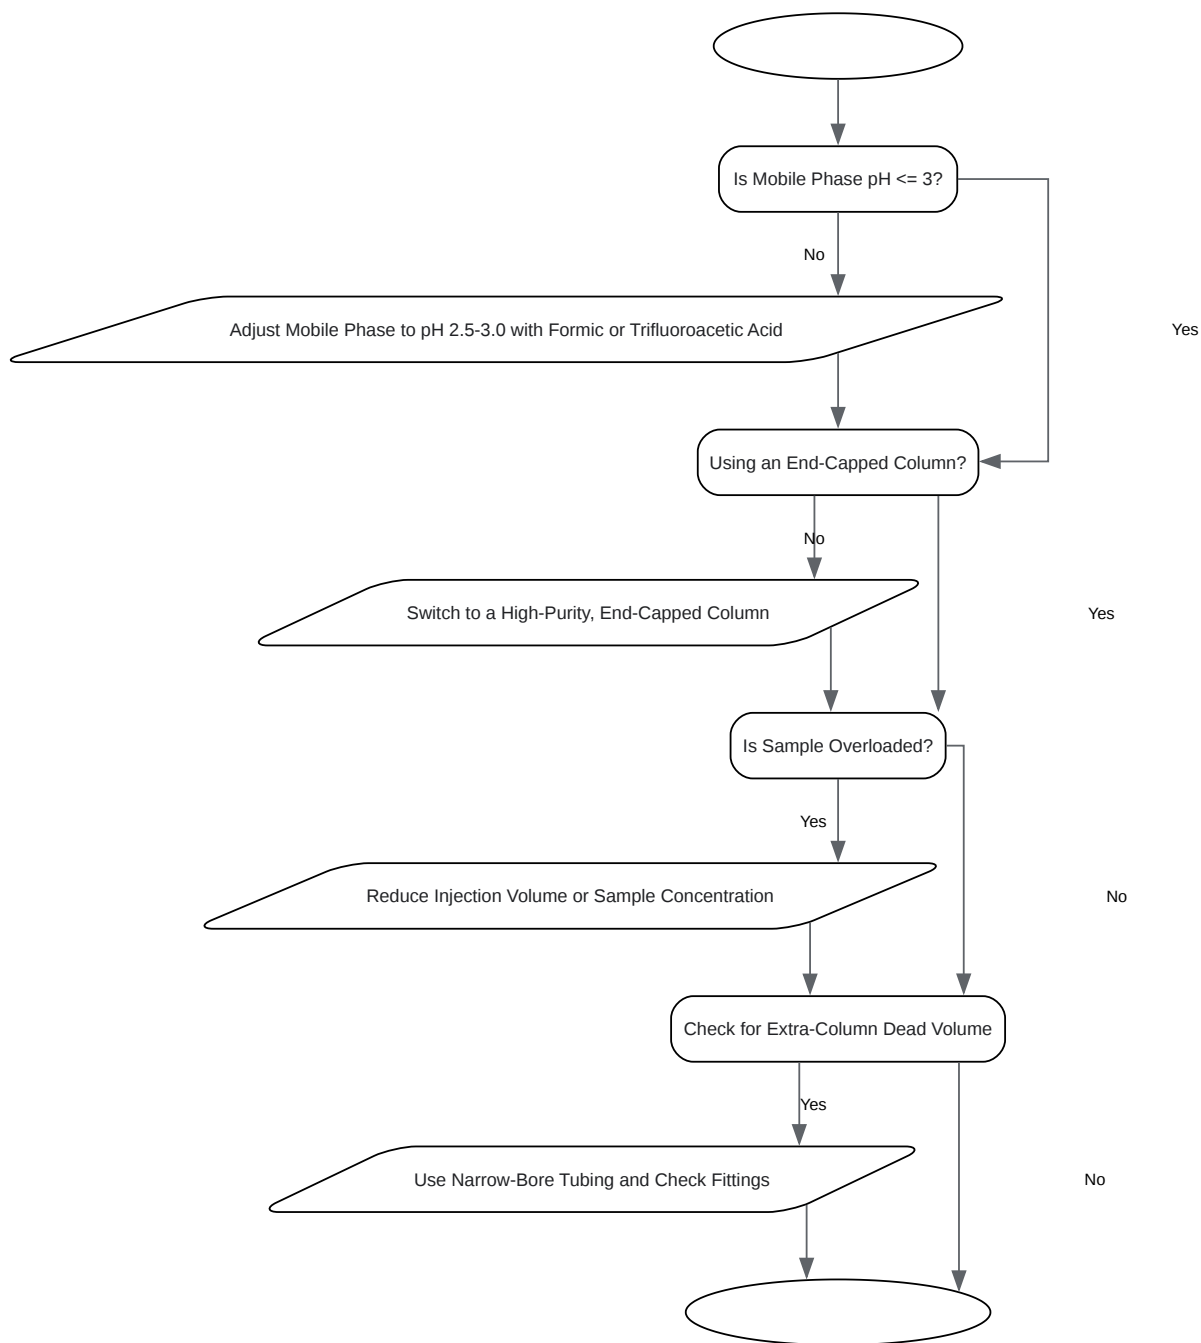 Is Mobile Phase pH <= 3?
No
Adjust Mobile Phase to pH 2.5-3.0 with Formic or Trifluoroacetic Acid
Yes
Using an End-Capped Column?
No
Switch to a High-Purity, End-Capped Column
Yes
Is Sample Overloaded?
Yes
Reduce Injection Volume or Sample Concentration
No
Check for Extra-Column Dead Volume
Yes
Use Narrow-Bore Tubing and Check Fittings
No